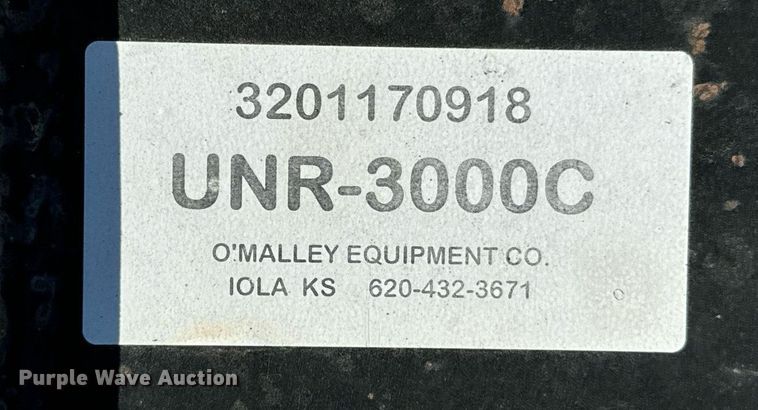 3201170918
UNR-3000C
O'MALLEY EQUIPMENT CO.
IOLA KS 620-432-3671
Purple Wave Auction